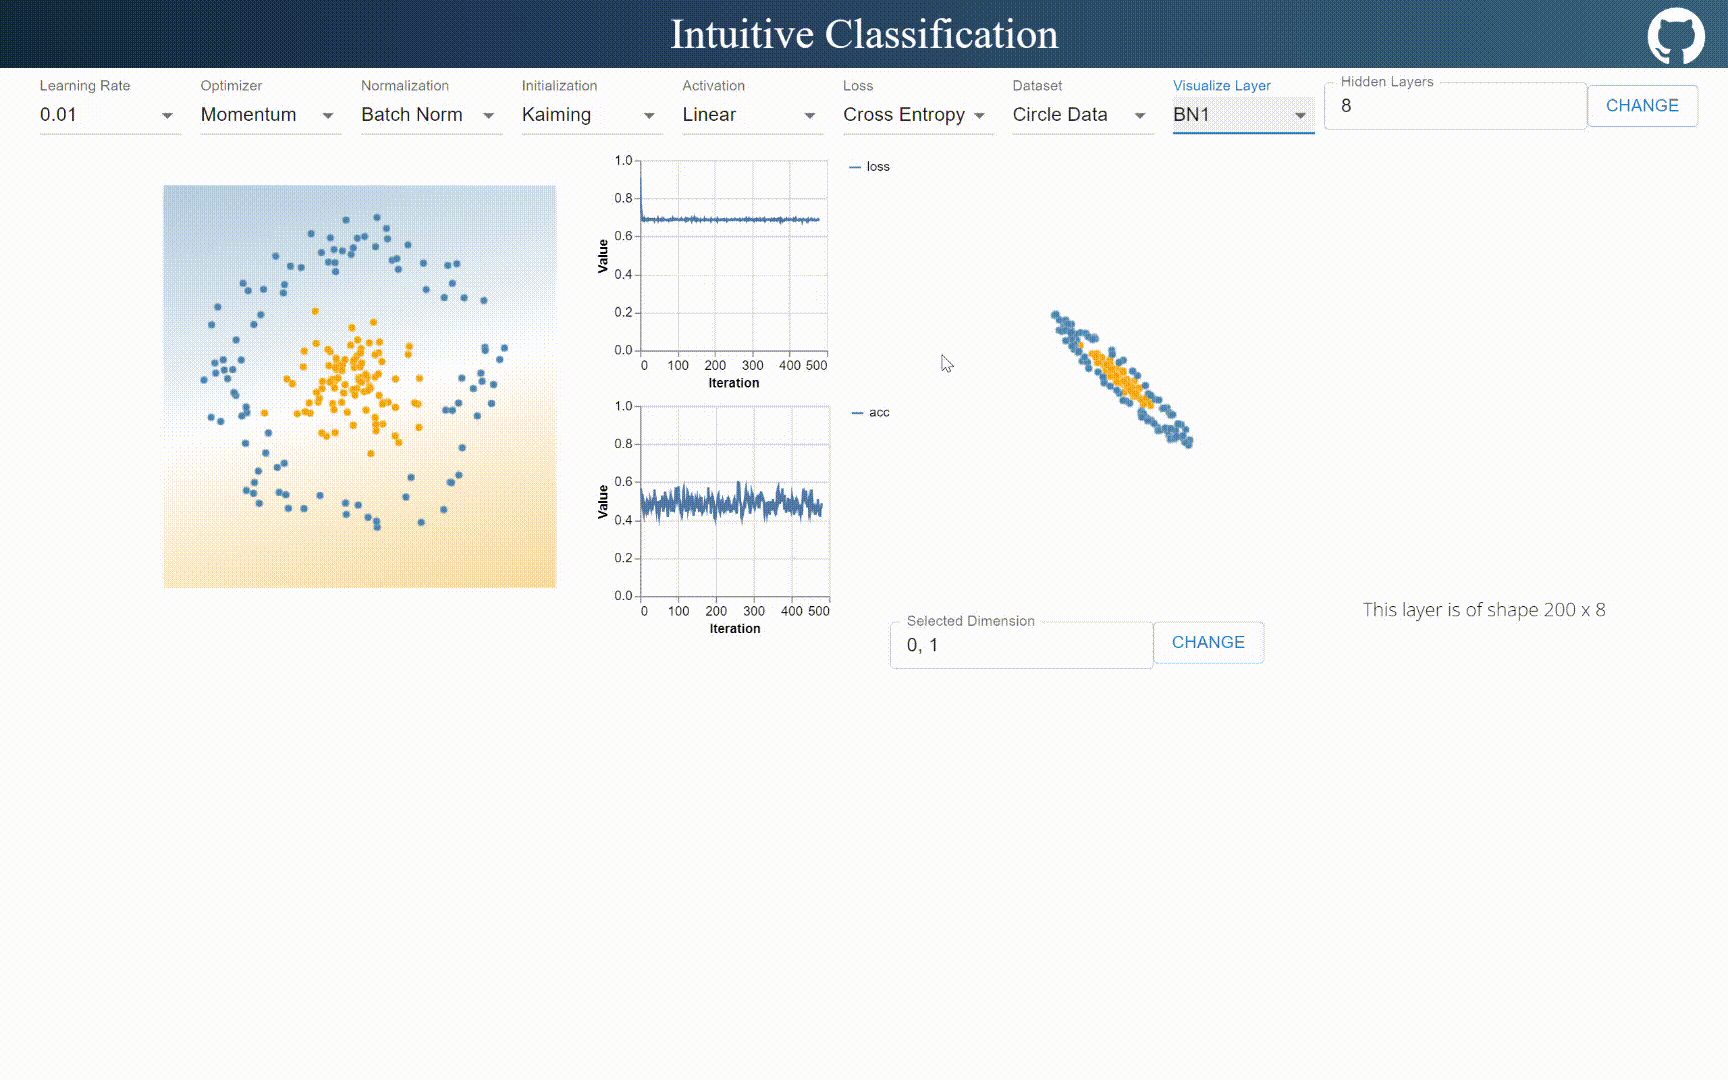 Intuitive Classification
Learning Rate
0.01
Optimizer
Momentum
Normalization
Batch Norm
Initialization
Kaiming
Activation
Linear
Loss
Cross Entropy
Dataset
Circle Data
Visualize Layer
BN1
Hidden Layers
8
CHANGE
1.0
0.8
0.6
0.4
0.2
0.0
Value
0 100 200 300 400 500
Iteration
loss
1.0
0.8
0.6
0.4
0.2
0.0
Value
0 100 200 300 400 500
Iteration
acc
This layer is of shape 200 x 8
Selected Dimension
0, 1
CHANGE